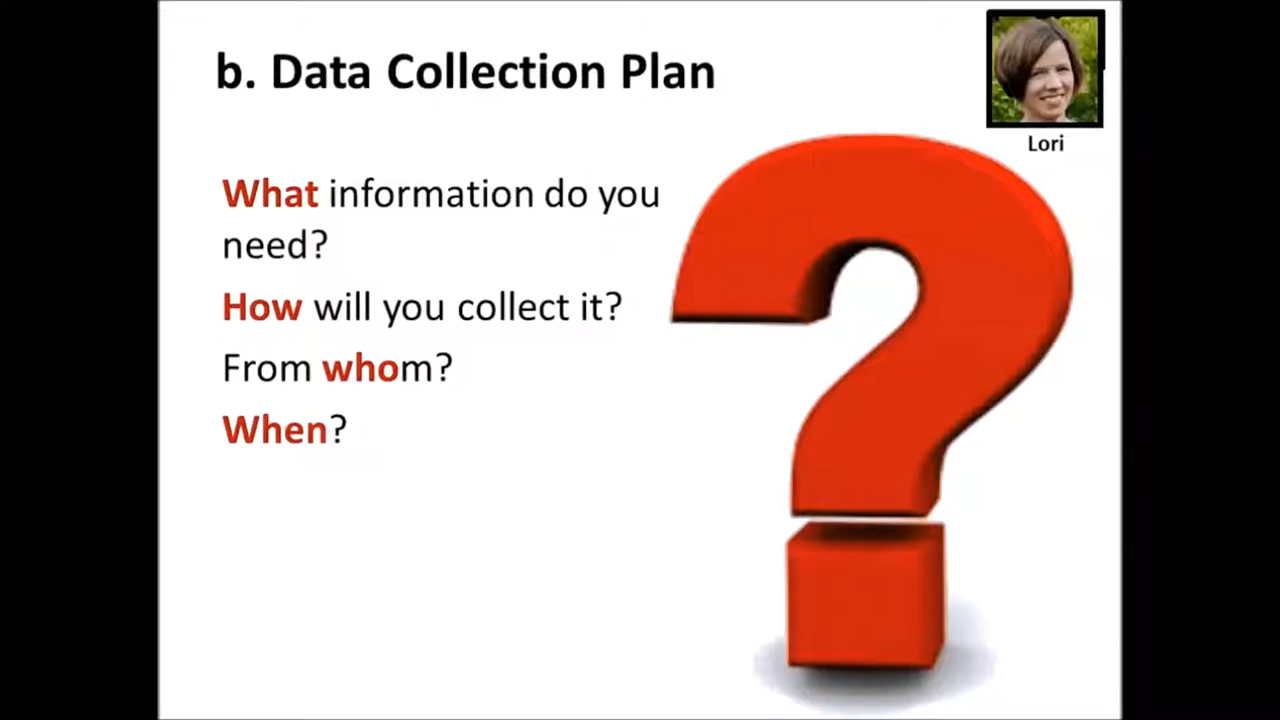 b. Data Collection Plan
Lori
What information do you
need?
How will you collect it?
From whom?
When?